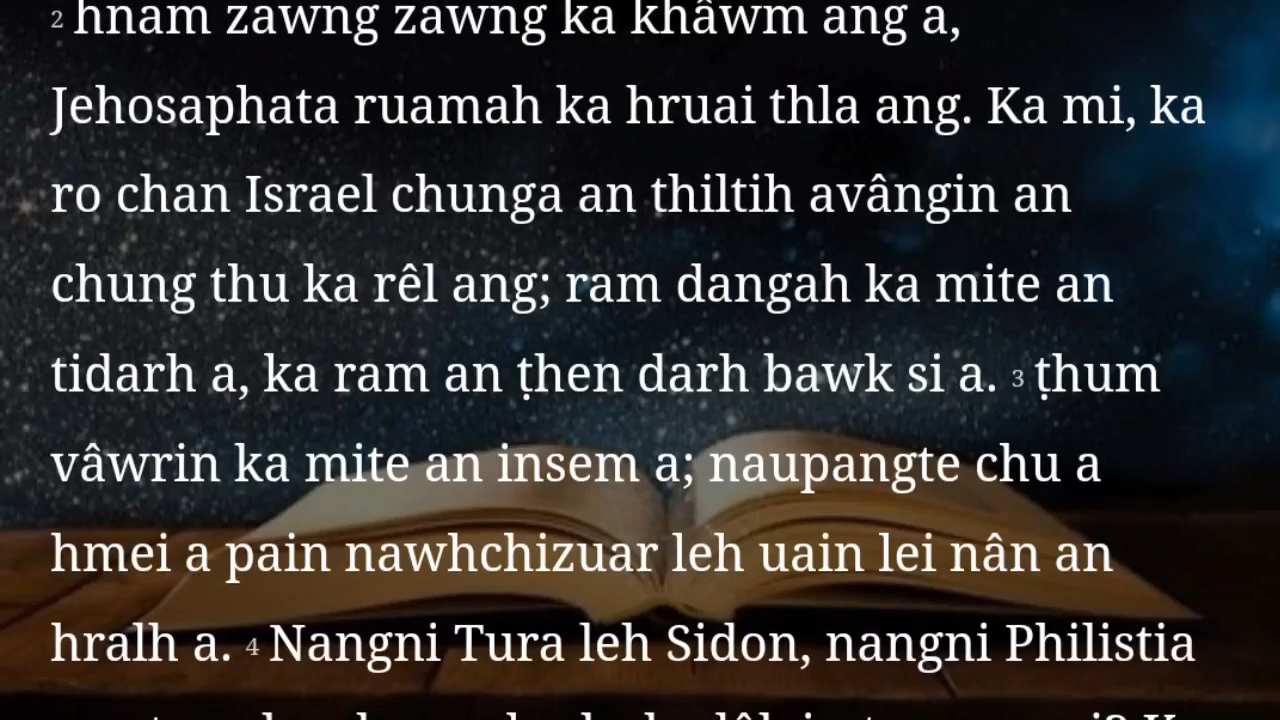 2 hnam zawng zawng ka khâwm ang a,
Jehosaphata ruamah ka hruai thla ang. Ka mi, ka
ro chan Israel chunga an thiltih avângin an
chung thu ka rêl ang; ram dangah ka mite an
tidarh a, ka ram an ṭhen darh bawk si a. 3 ṭhum
vâwrin ka mite an insem a; naupangte chu a
hmei a pain nawhchizuar leh uain lei nân an
hralh a. 4 Nangni Tura leh Sidon, nangni Philistia